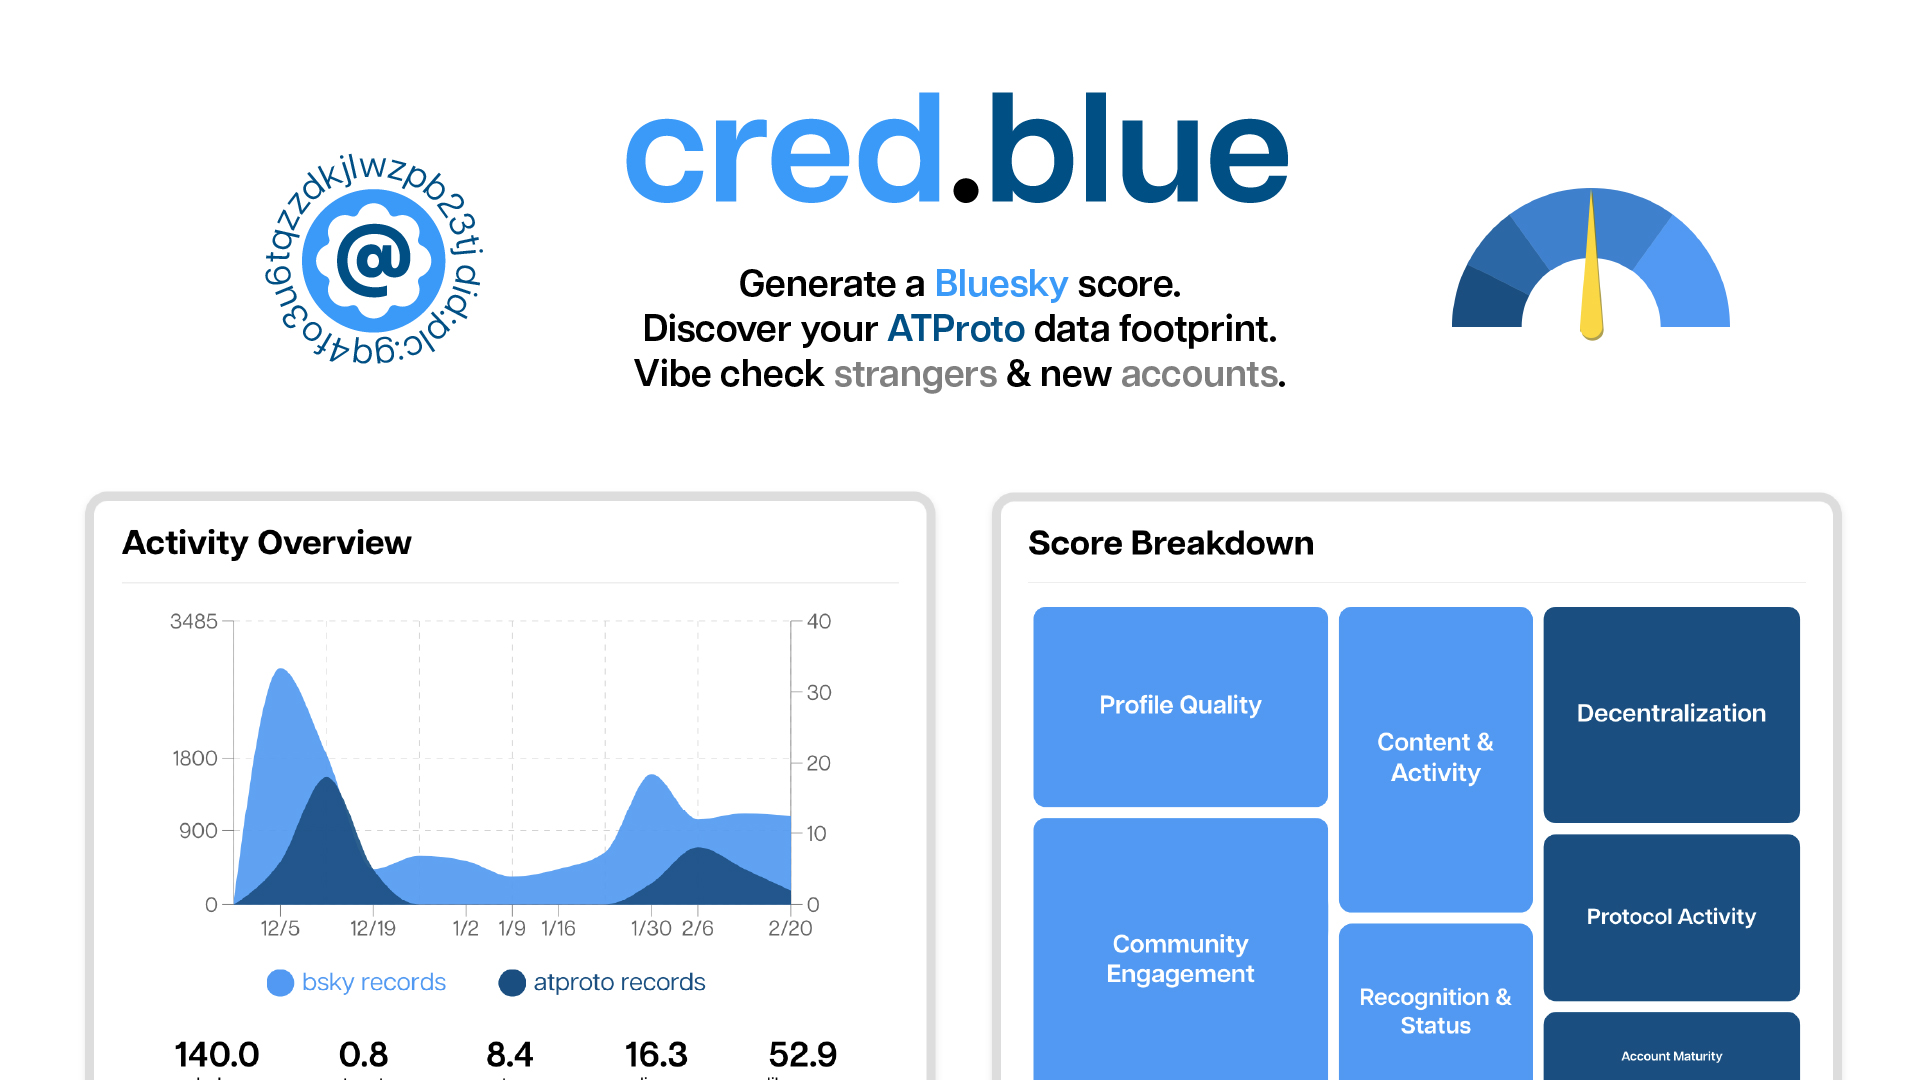 cred.blue
did:plc:gq4fo3u6tqzzdkjlwzpb23tj
@
Generate a Bluesky score.
Discover your ATProto data footprint.
Vibe check strangers & new accounts.
Activity Overview
3485
1800
900
0
40
30
20
10
0
12/5 12/19 1/2 1/9 1/16 1/30 2/6 2/20
bsky records atproto records
140.0 0.8 8.4 16.3 52.9
Score Breakdown
Profile Quality
Community
Engagement
Content &
Activity
Recognition &
Status
Decentralization
Protocol Activity
Account Maturity